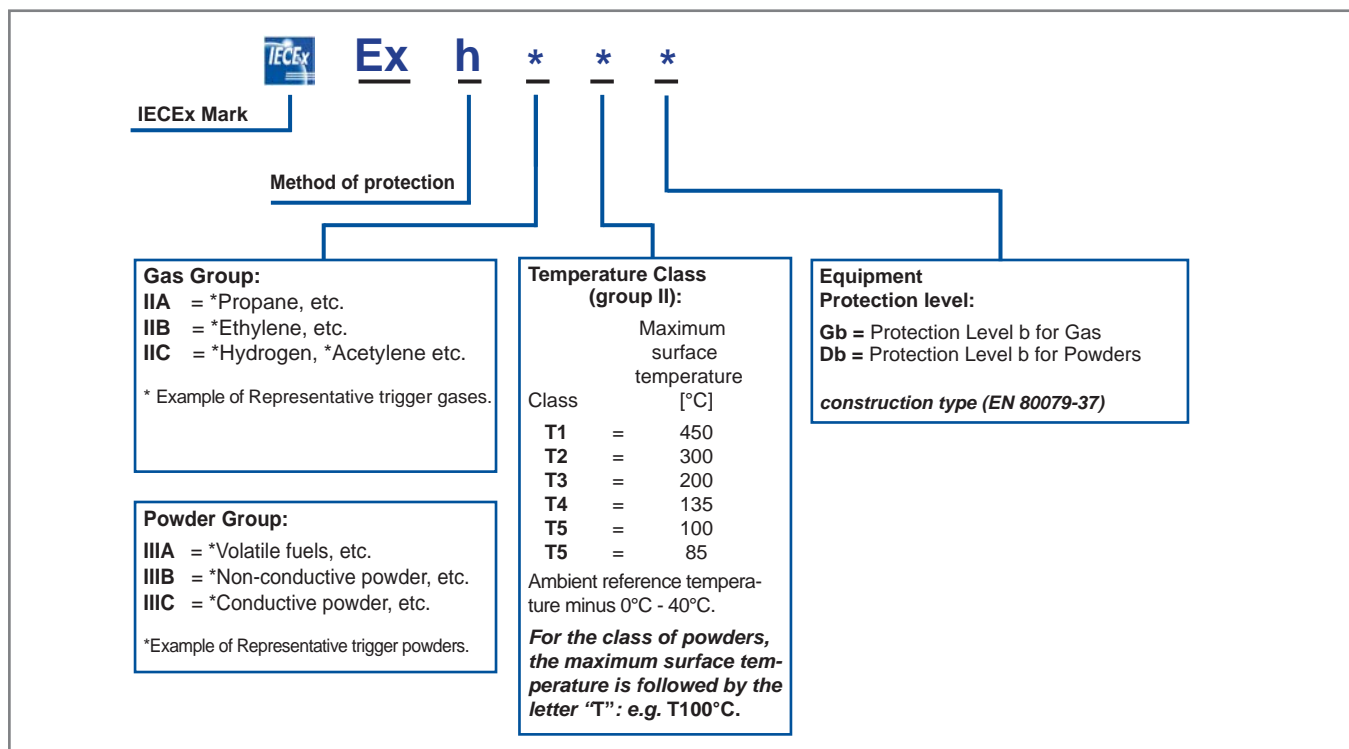 IECEx Ex h * * *
IECEx Mark
Method of protection
Gas Group:
IIA = *Propane, etc.
IIB = *Ethylene, etc.
IIC = *Hydrogen, *Acetylene etc.
* Example of Representative trigger gases.
Powder Group:
IIIA = *Volatile fuels, etc.
IIIB = *Non-conductive powder, etc.
IIIC = *Conductive powder, etc.
*Example of Representative trigger powders.
Temperature Class
(group II):
Maximum
surface
temperature
Class [°C]
T1 = 450
T2 = 300
T3 = 200
T4 = 135
T5 = 100
T5 = 85
Ambient reference tempera-
ture minus 0°C - 40°C.
For the class of powders,
the maximum surface tem-
perature is followed by the
letter “T”: e.g. T100°C.
Equipment
Protection level:
Gb = Protection Level b for Gas
Db = Protection Level b for Powders
construction type (EN 80079-37)